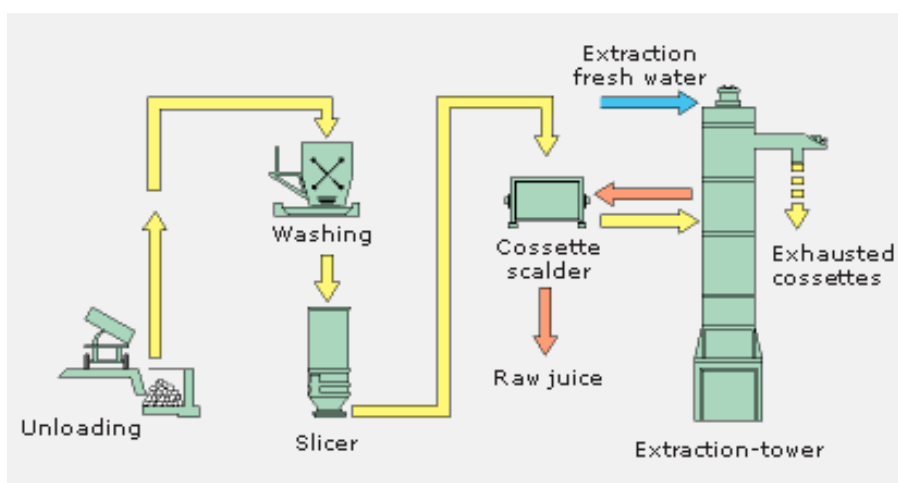 Extraction
fresh water
Washing
Cossette
scalder
Exhausted
cossettes
Raw juice
Unloading
Slicer
Extraction-tower